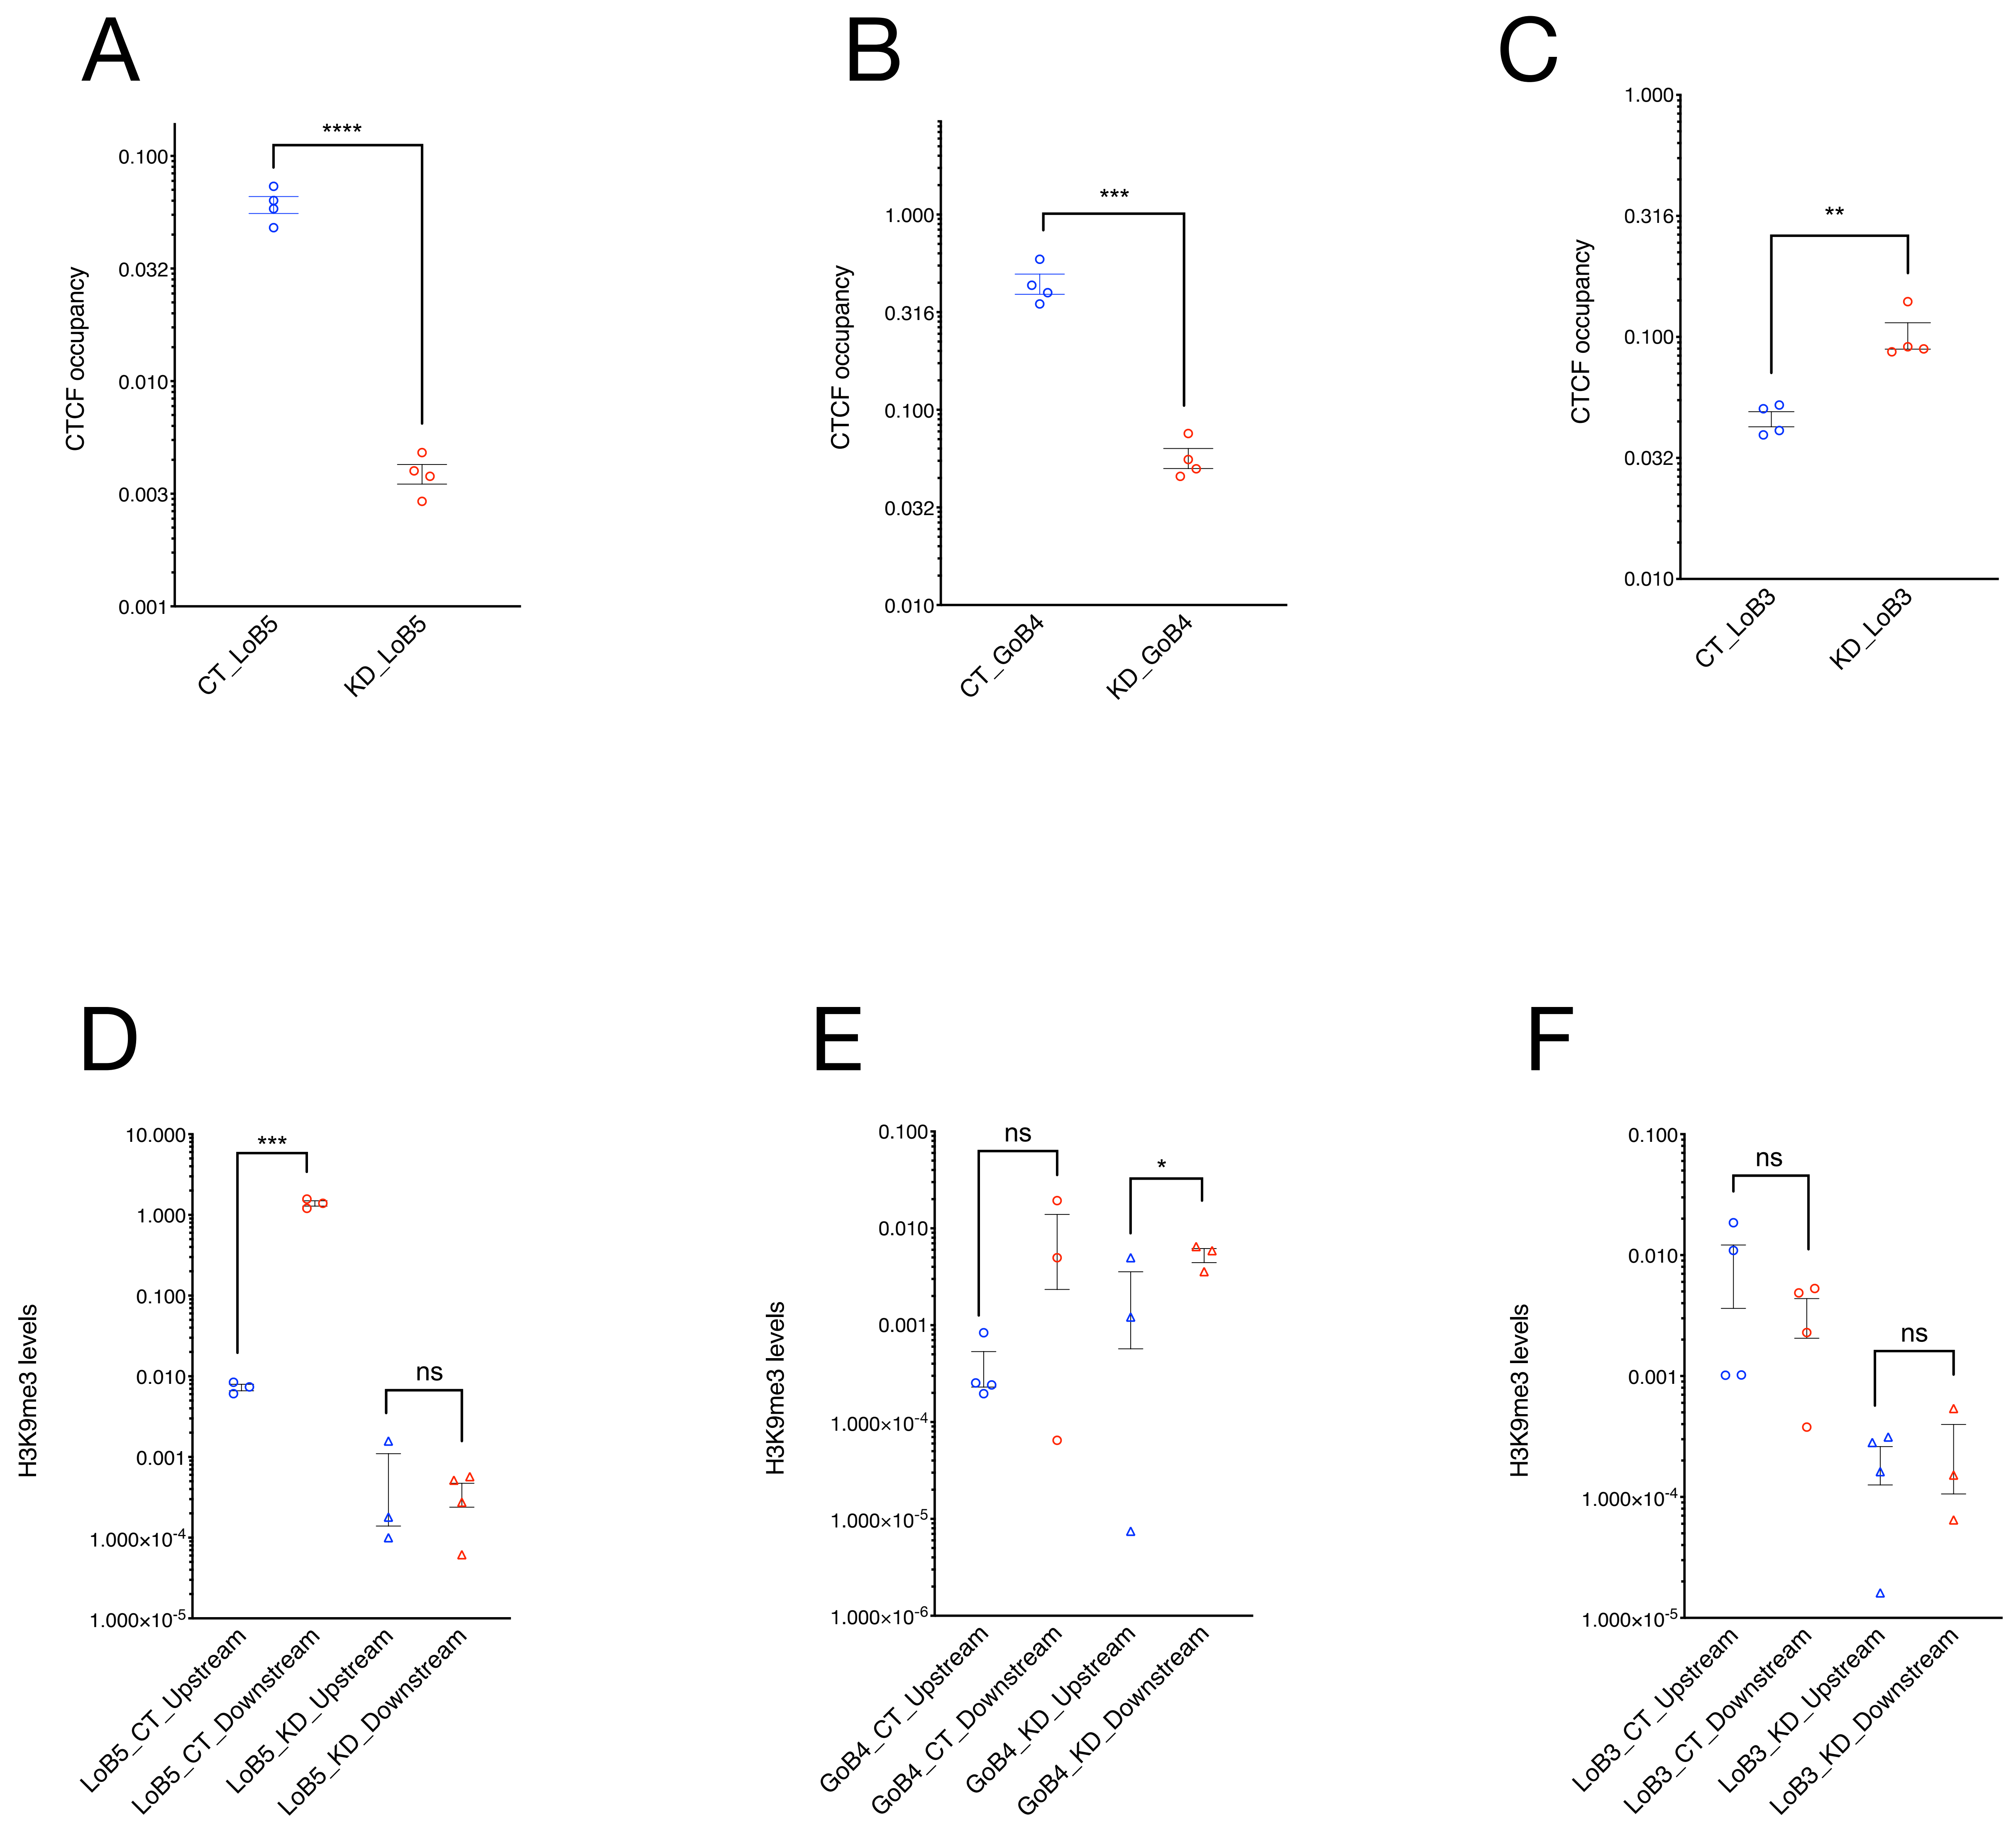 A
B
C
CTCF occupancy
0.100
0.032
0.010
0.003
0.001
****
CT_LoB5
KD_LoB5
CTCF occupancy
1.000
0.316
0.100
0.032
0.010
***
CT_GoB4
KD_GoB4
CTCF occupancy
1.000
0.316
0.100
0.032
0.010
**
CT_LoB3
KD_LoB3
D
E
F
H3K9me3 levels
10.000
1.000
0.100
0.010
0.001
1.000×10-4
1.000×10-5
***
ns
LoB5_CT_Upstream
LoB5_CT_Downstream
LoB5_KD_Upstream
LoB5_KD_Downstream
H3K9me3 levels
0.100
0.010
0.001
1.000×10-4
1.000×10-5
1.000×10-6
ns
*
GoB4_CT_Upstream
GoB4_CT_Downstream
GoB4_KD_Upstream
GoB4_KD_Downstream
H3K9me3 levels
0.100
0.010
0.001
1.000×10-4
1.000×10-5
ns
ns
LoB3_CT_Upstream
LoB3_CT_Downstream
LoB3_KD_Upstream
LoB3_KD_Downstream